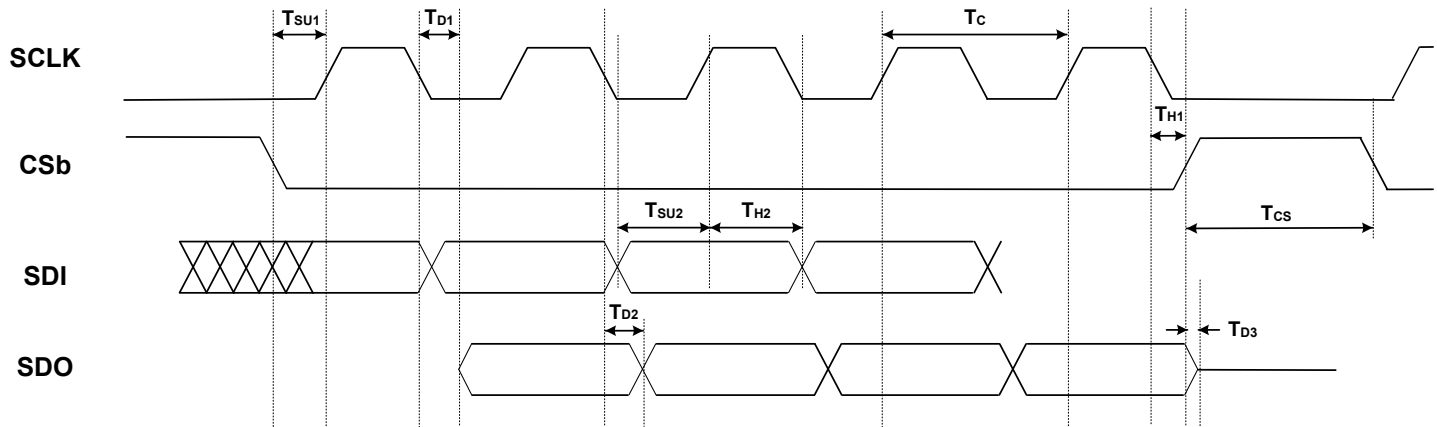 TSU1 TD1 TC
SCLK
TH1
CSb
TSU2 TH2 TCS
SDI
TD2 TD3
SDO